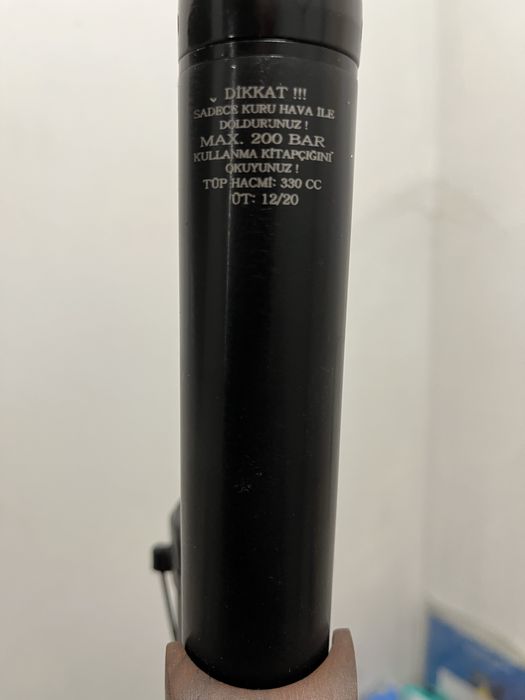 DİKKAT !!!
SADECE KURU HAVA İLE
DOLDURUNUZ !
MAX. 200 BAR
KULLANMA KİTAPÇIĞINI
OKUYUNUZ !
TÜP HACMİ: 330 CC
ÜT: 12/20